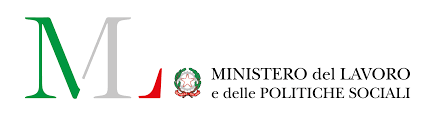 ML
MINISTERO del LAVORO
e delle POLITICHE SOCIALI